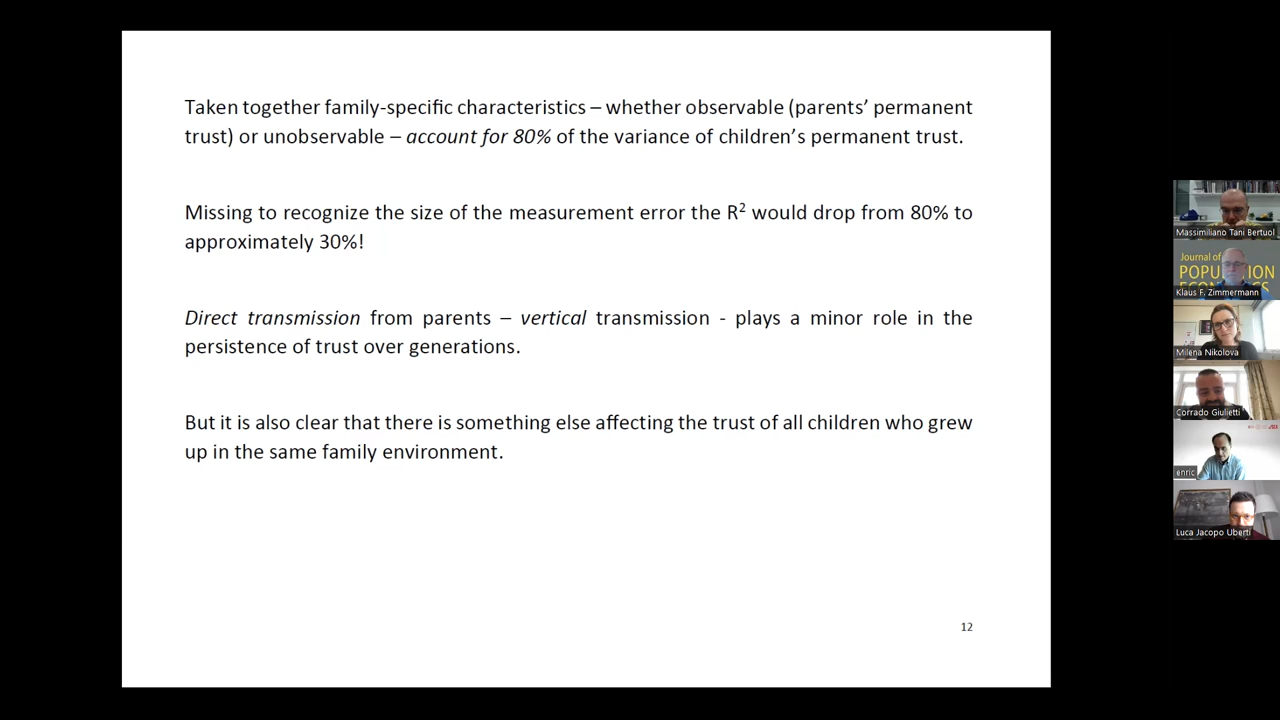 Taken together family-specific characteristics – whether observable (parents’ permanent
trust) or unobservable – account for 80% of the variance of children’s permanent trust.
Missing to recognize the size of the measurement error the R² would drop from 80% to
approximately 30%!
Direct transmission from parents – vertical transmission - plays a minor role in the
persistence of trust over generations.
But it is also clear that there is something else affecting the trust of all children who grew
up in the same family environment.
12
Massimiliano Tani Bertuol
Journal of
POPULATION
Klaus F. Zimmermann
Milena Nikolova
Corrado Giulietti
enric
Luca Jacopo Uberti